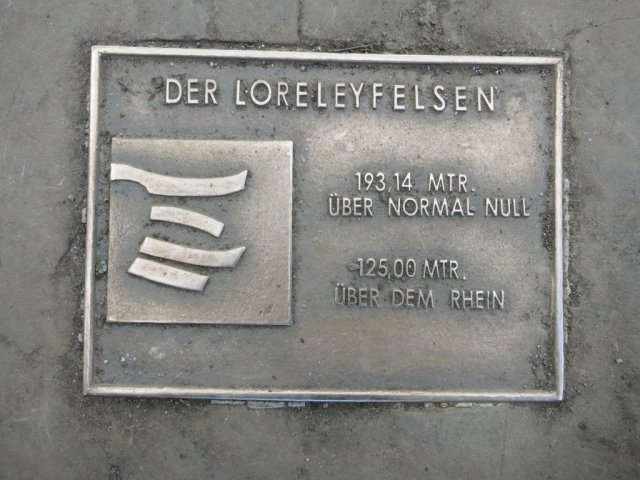 DER LORELEYFELSEN
193,14 MTR.
ÜBER NORMAL NULL
125,00 MTR.
ÜBER DEM RHEIN